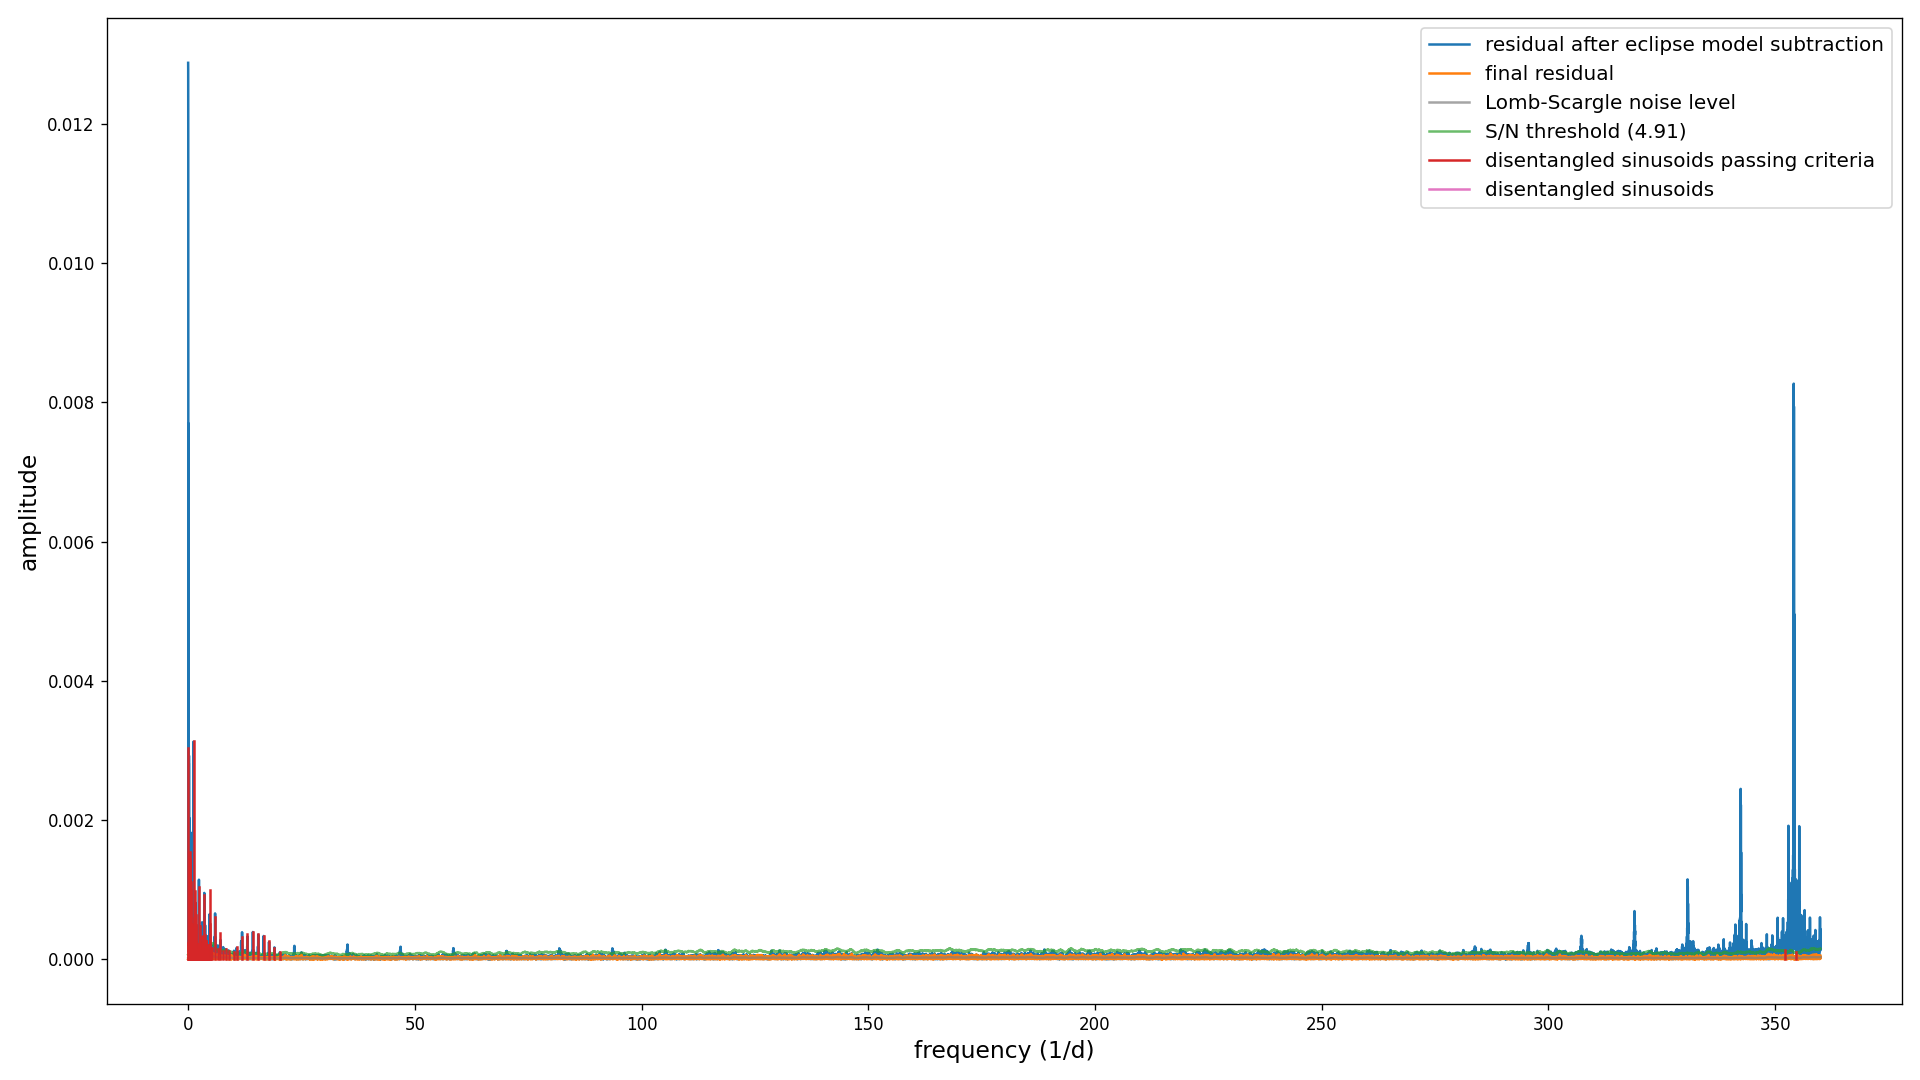 residual after eclipse model subtraction
final residual
Lomb-Scargle noise level
S/N threshold (4.91)
disentangled sinusoids passing criteria
disentangled sinusoids
0.012
0.010
0.008
0.006
0.004
0.002
0.000
amplitude
0 50 100 150 200 250 300 350
frequency (1/d)